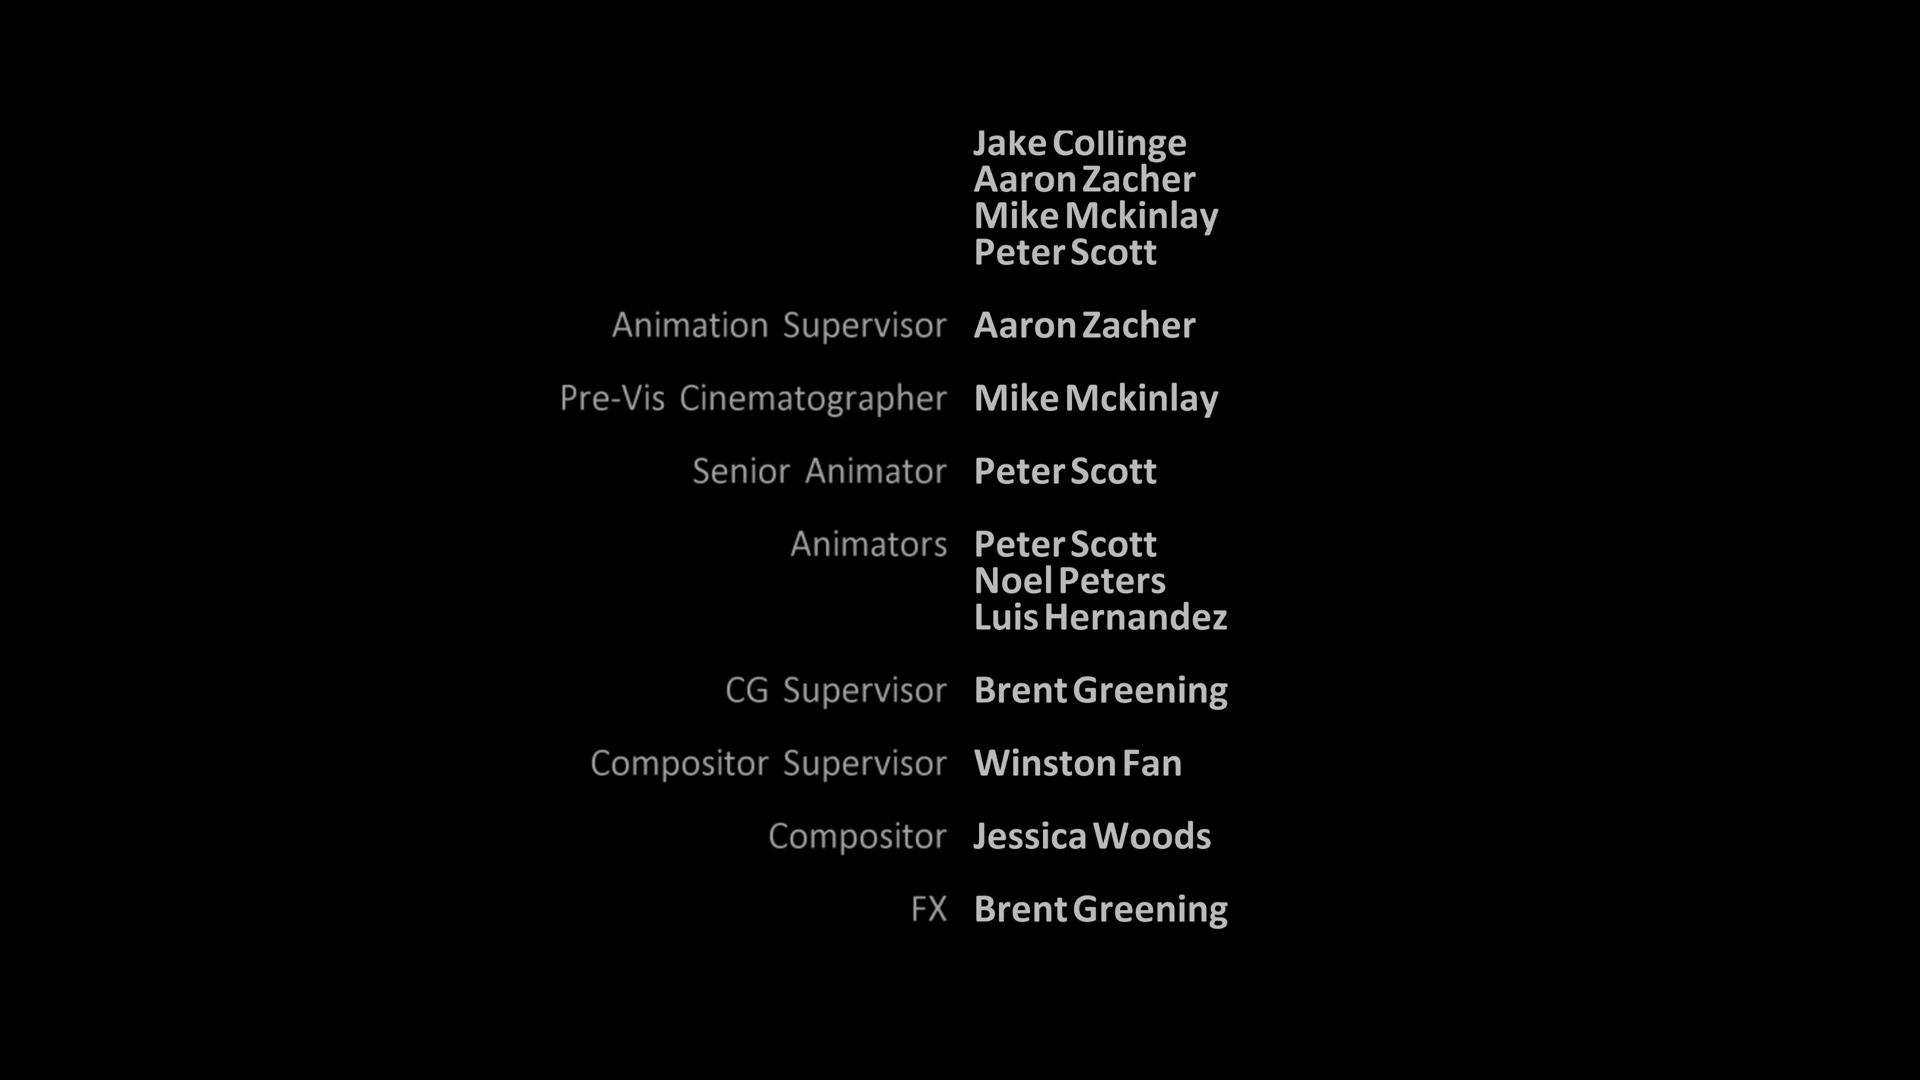 Jake Collinge
Aaron Zacher
Mike Mckinlay
Peter Scott
Animation Supervisor Aaron Zacher
Pre-Vis Cinematographer Mike Mckinlay
Senior Animator Peter Scott
Animators Peter Scott
Noel Peters
Luis Hernandez
CG Supervisor Brent Greening
Compositor Supervisor Winston Fan
Compositor Jessica Woods
FX Brent Greening